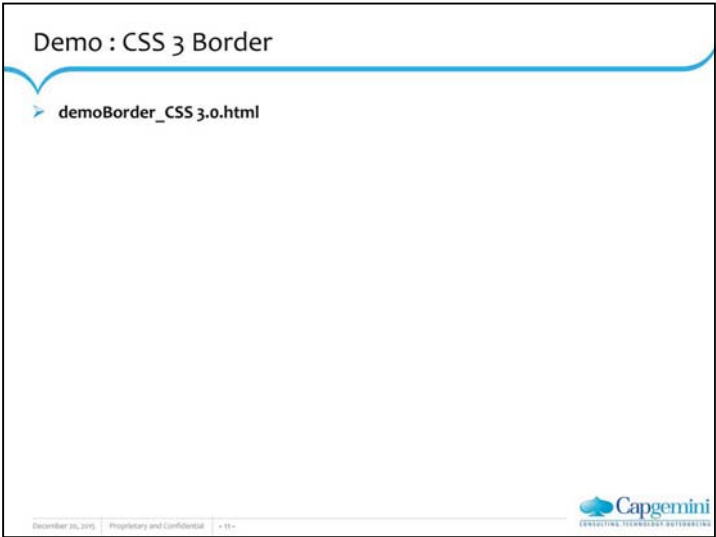 Demo : CSS 3 Border
➢ demoBorder_CSS 3.0.html
Capgemini
CONSULTING. TECHNOLOGY. OUTSOURCING
December 20, 2015 Proprietary and Confidential - 11 -